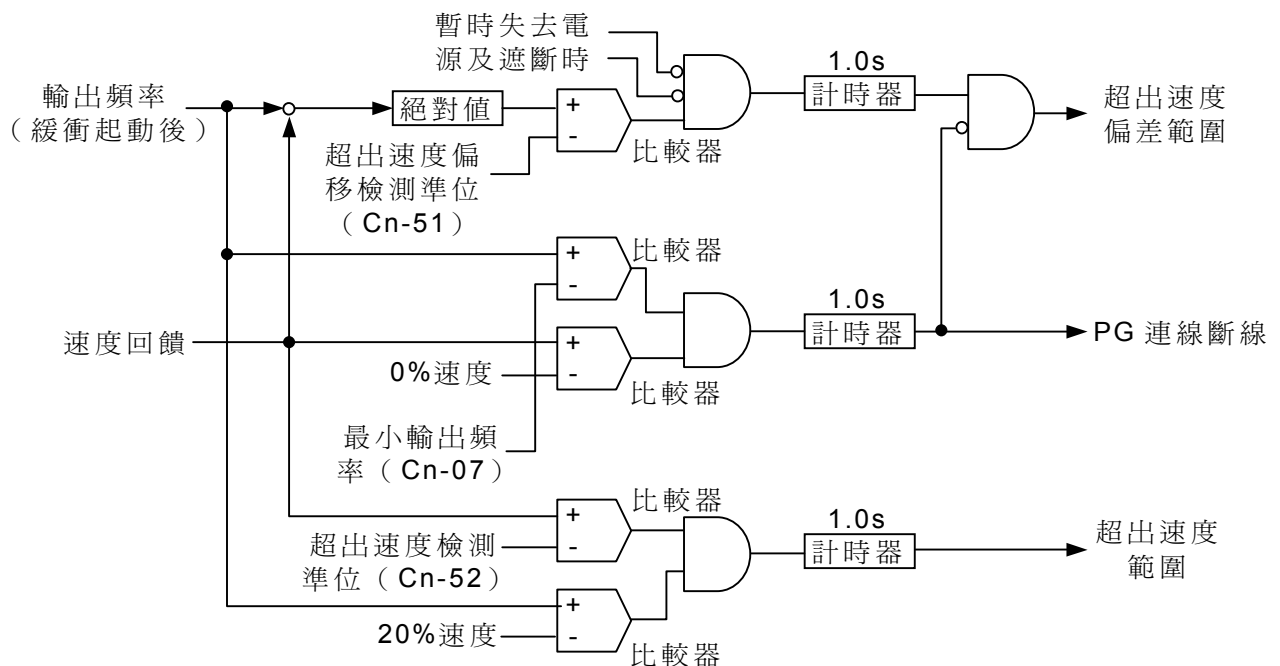 暫時失去電
源及遮斷時
輸出頻率
（緩衝起動後）
絕對值
+
-
比較器
1.0s
計時器
超出速度
偏差範圍
超出速度偏
移檢測準位
（Cn-51）
+
-
比較器
速度回饋
+
-
比較器
0%速度
1.0s
計時器
PG 連線斷線
最小輸出頻
率（Cn-07）
+
-
比較器
超出速度檢測
準位（Cn-52）
1.0s
計時器
超出速度
範圍
+
-
20%速度
比較器